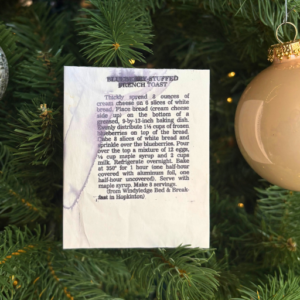 BLUEBERRY-STUFFED
FRENCH TOAST
Thickly spread 8 ounces of
cream cheese on 6 slices of white
bread. Place bread (cream cheese
side up) on the bottom of a
greased, 9-by-13-inch baking dish.
Evenly distribute 1½ cups of frozen
blueberries on top of the bread.
Cube 8 slices of white bread and
sprinkle over the blueberries. Pour
over the top a mixture of 12 eggs,
cup maple syrup and 2 cups
milk. Refrigerate overnight. Bake
at 350° for 1 hour (one half-hour
covered with aluminum foil, one
half-hour uncovered). Serve with
maple syrup. Make 8 servings.
(from Windyledge Bed & Break-
fast in Hopkinton)